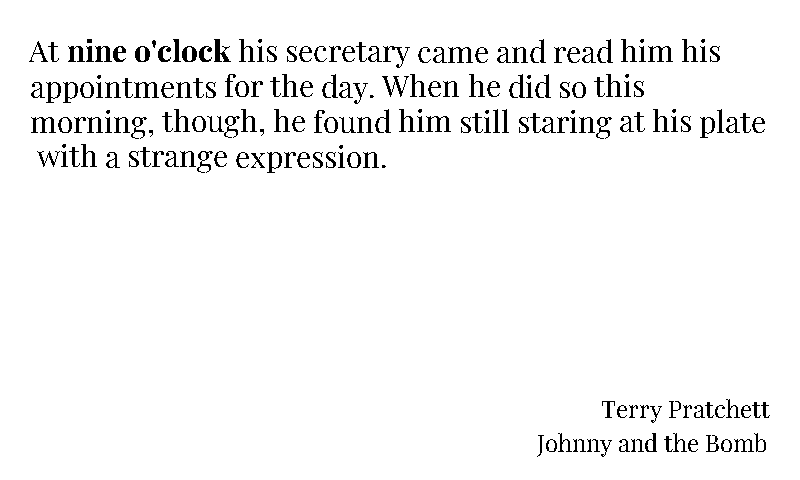 At nine o'clock his secretary came and read him his
appointments for the day. When he did so this
morning, though, he found him still staring at his plate
with a strange expression.
Terry Pratchett
Johnny and the Bomb